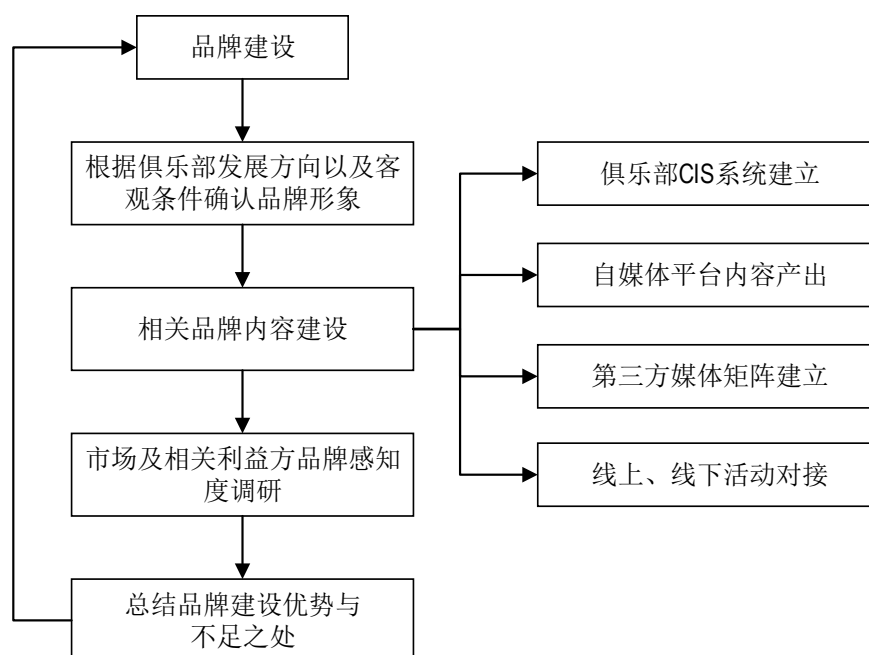 品牌建设
根据俱乐部发展方向以及客
观条件确认品牌形象
相关品牌内容建设
市场及相关利益方品牌感知
度调研
总结品牌建设优势与
不足之处
俱乐部CIS系统建立
自媒体平台内容产出
第三方媒体矩阵建立
线上、线下活动对接